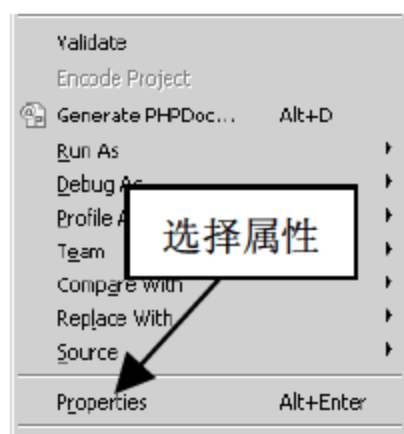 Validate
Encode Project
Generate PHPDoc... Alt+D
Run As
Debug As
Profile A
选择属性
Team
Compare With
Replace With
Source
Properties Alt+Enter